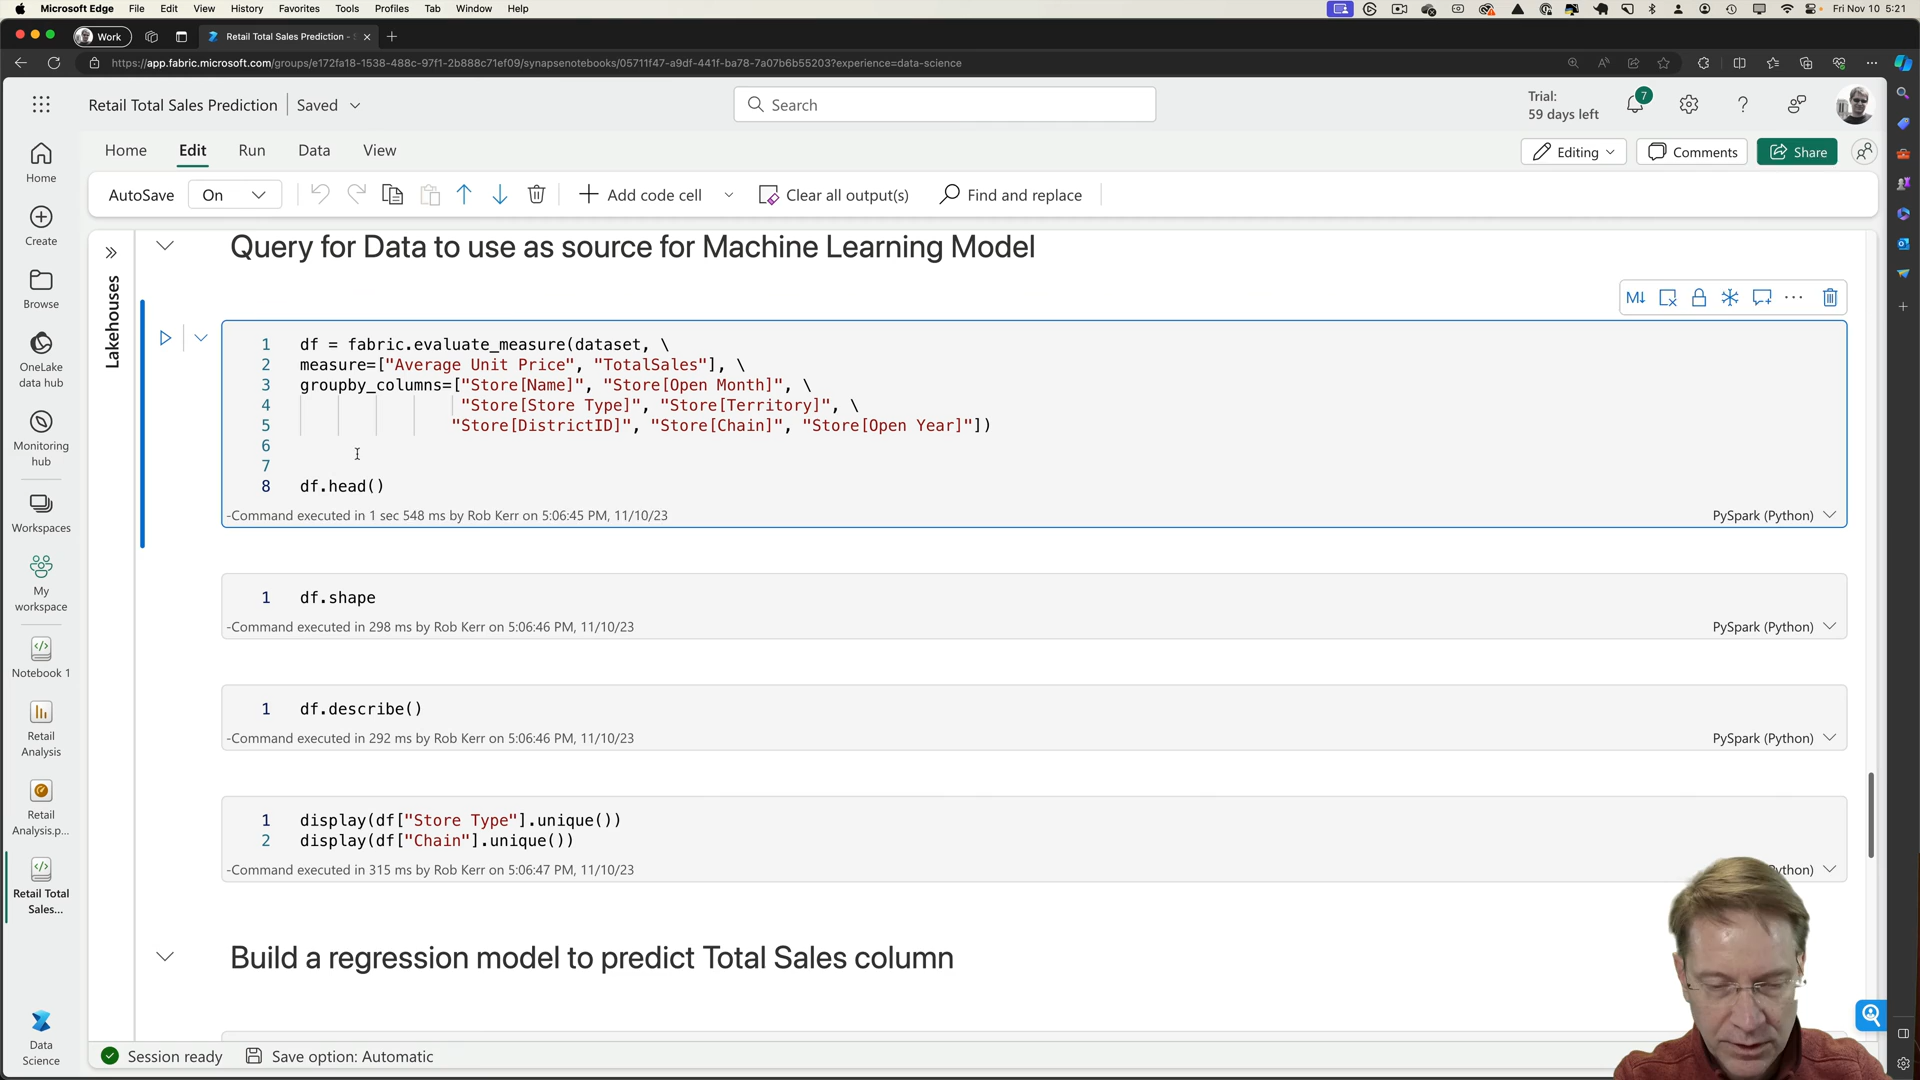 Microsoft Edge File Edit View History Favorites Tools Profiles Tab Window Help
Fri Nov 10 5:21
Work
Retail Total Sales Prediction -
https://app.fabric.microsoft.com/groups/e172fa18-1538-488c-97f1-2b888c71ef09/synapsenotebooks/05711f47-a9df-441f-ba78-7a07b6b55203?experience=data-science
Retail Total Sales Prediction
Saved
Search
Trial:
59 days left
7
Home Edit Run Data View
Editing
Comments
Share
AutoSave
On
Add code cell
Clear all output(s)
Find and replace
Home
Create
Browse
OneLake
data hub
Monitoring
hub
Workspaces
My
workspace
Notebook 1
Retail
Analysis
Retail
Analysis.p...
Retail Total
Sales...
Data
Science
Lakehouses
Query for Data to use as source for Machine Learning Model
M↓
1 df = fabric.evaluate_measure(dataset, \
2 measure=["Average Unit Price", "TotalSales"], \
3 groupby_columns=["Store[Name]", "Store[Open Month]", \
4 "Store[Store Type]", "Store[Territory]", \
5 "Store[DistrictID]", "Store[Chain]", "Store[Open Year]"])
6
7
8 df.head()
-Command executed in 1 sec 548 ms by Rob Kerr on 5:06:45 PM, 11/10/23
PySpark (Python)
1 df.shape
-Command executed in 298 ms by Rob Kerr on 5:06:46 PM, 11/10/23
PySpark (Python)
1 df.describe()
-Command executed in 292 ms by Rob Kerr on 5:06:46 PM, 11/10/23
PySpark (Python)
1 display(df["Store Type"].unique())
2 display(df["Chain"].unique())
-Command executed in 315 ms by Rob Kerr on 5:06:47 PM, 11/10/23
Build a regression model to predict Total Sales column
Session ready
Save option: Automatic